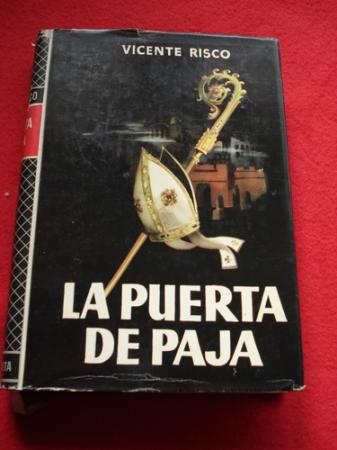 VICENTE RISCO
LA PUERTA
DE PAJA